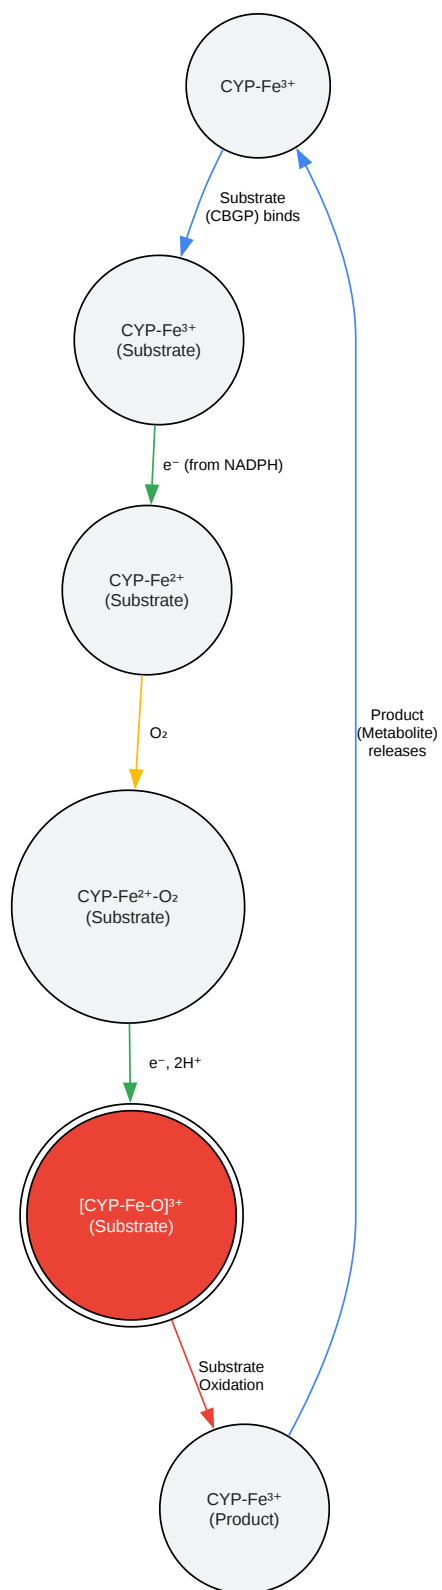 CYP-Fe³⁺
Substrate
(CBGP) binds
CYP-Fe³⁺
(Substrate)
e⁻ (from NADPH)
CYP-Fe²⁺
(Substrate)
O₂
Product
(Metabolite)
releases
CYP-Fe²⁺-O₂
(Substrate)
e⁻, 2H⁺
[CYP-Fe-O]³⁺
(Substrate)
Substrate
Oxidation
CYP-Fe³⁺
(Product)